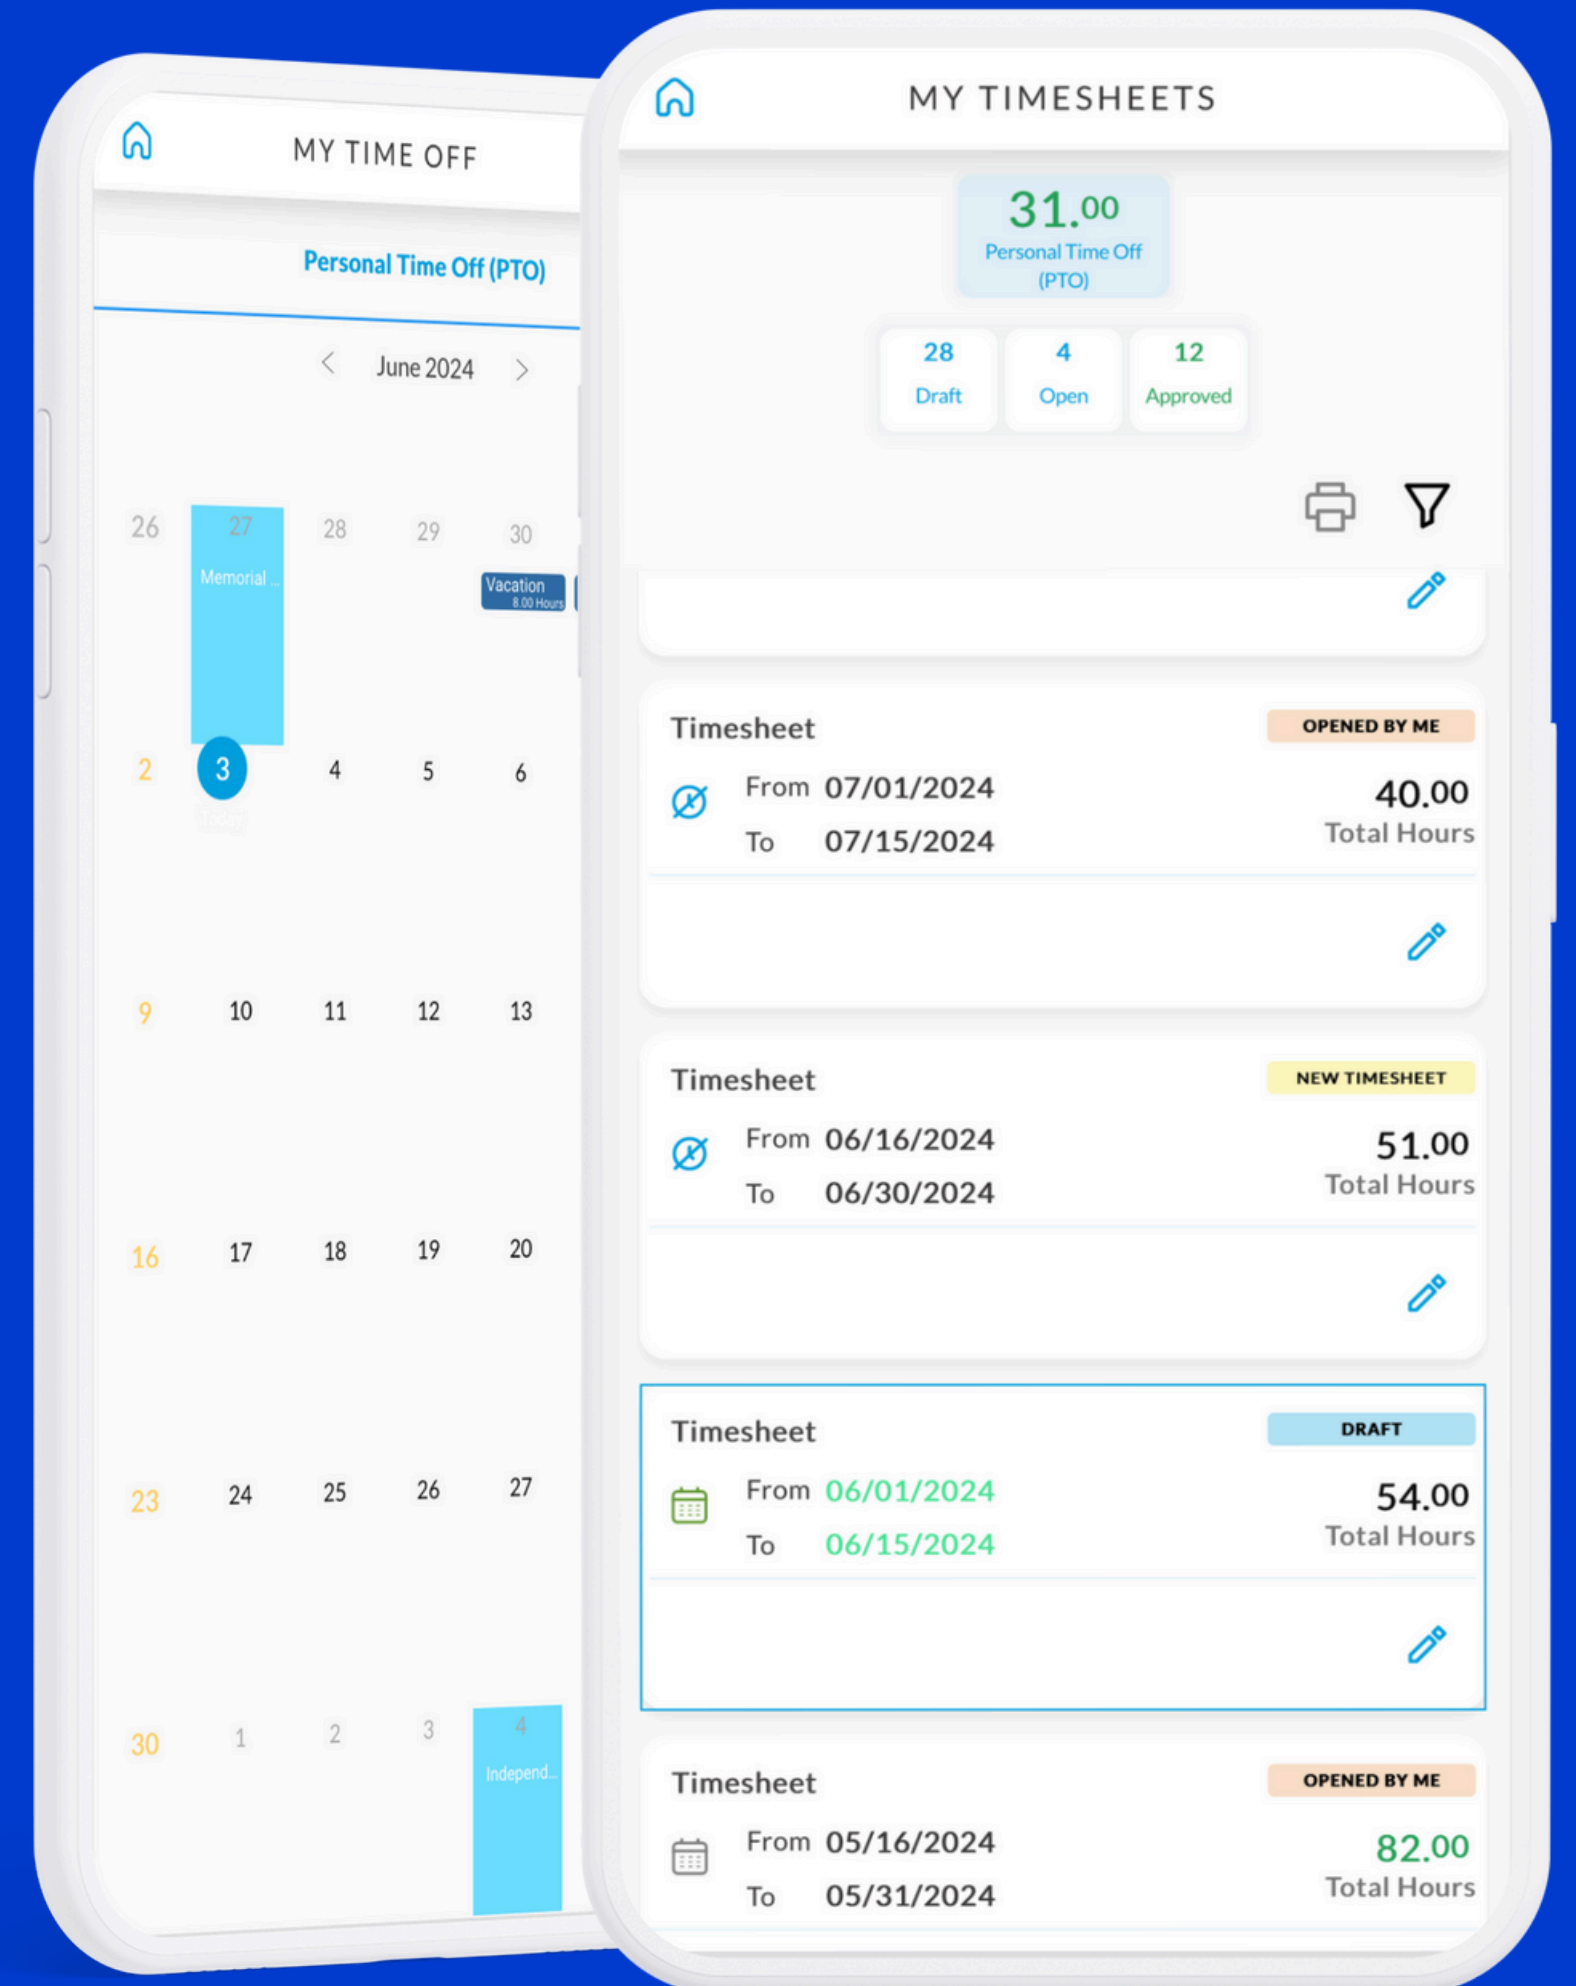 MY TIME OFF
Personal Time Off (PTO)
June 2024
26 27 28 29 30
Memorial ...
Vacation
8.00 Hours
2 3 4 5 6
Today
9 10 11 12 13
16 17 18 19 20
23 24 25 26 27
30 1 2 3 4
Independ...
MY TIMESHEETS
31.00
Personal Time Off
(PTO)
28 4 12
Draft Open Approved
Timesheet OPENED BY ME
From 07/01/2024 40.00
To 07/15/2024 Total Hours
Timesheet NEW TIMESHEET
From 06/16/2024 51.00
To 06/30/2024 Total Hours
Timesheet DRAFT
From 06/01/2024 54.00
To 06/15/2024 Total Hours
Timesheet OPENED BY ME
From 05/16/2024 82.00
To 05/31/2024 Total Hours